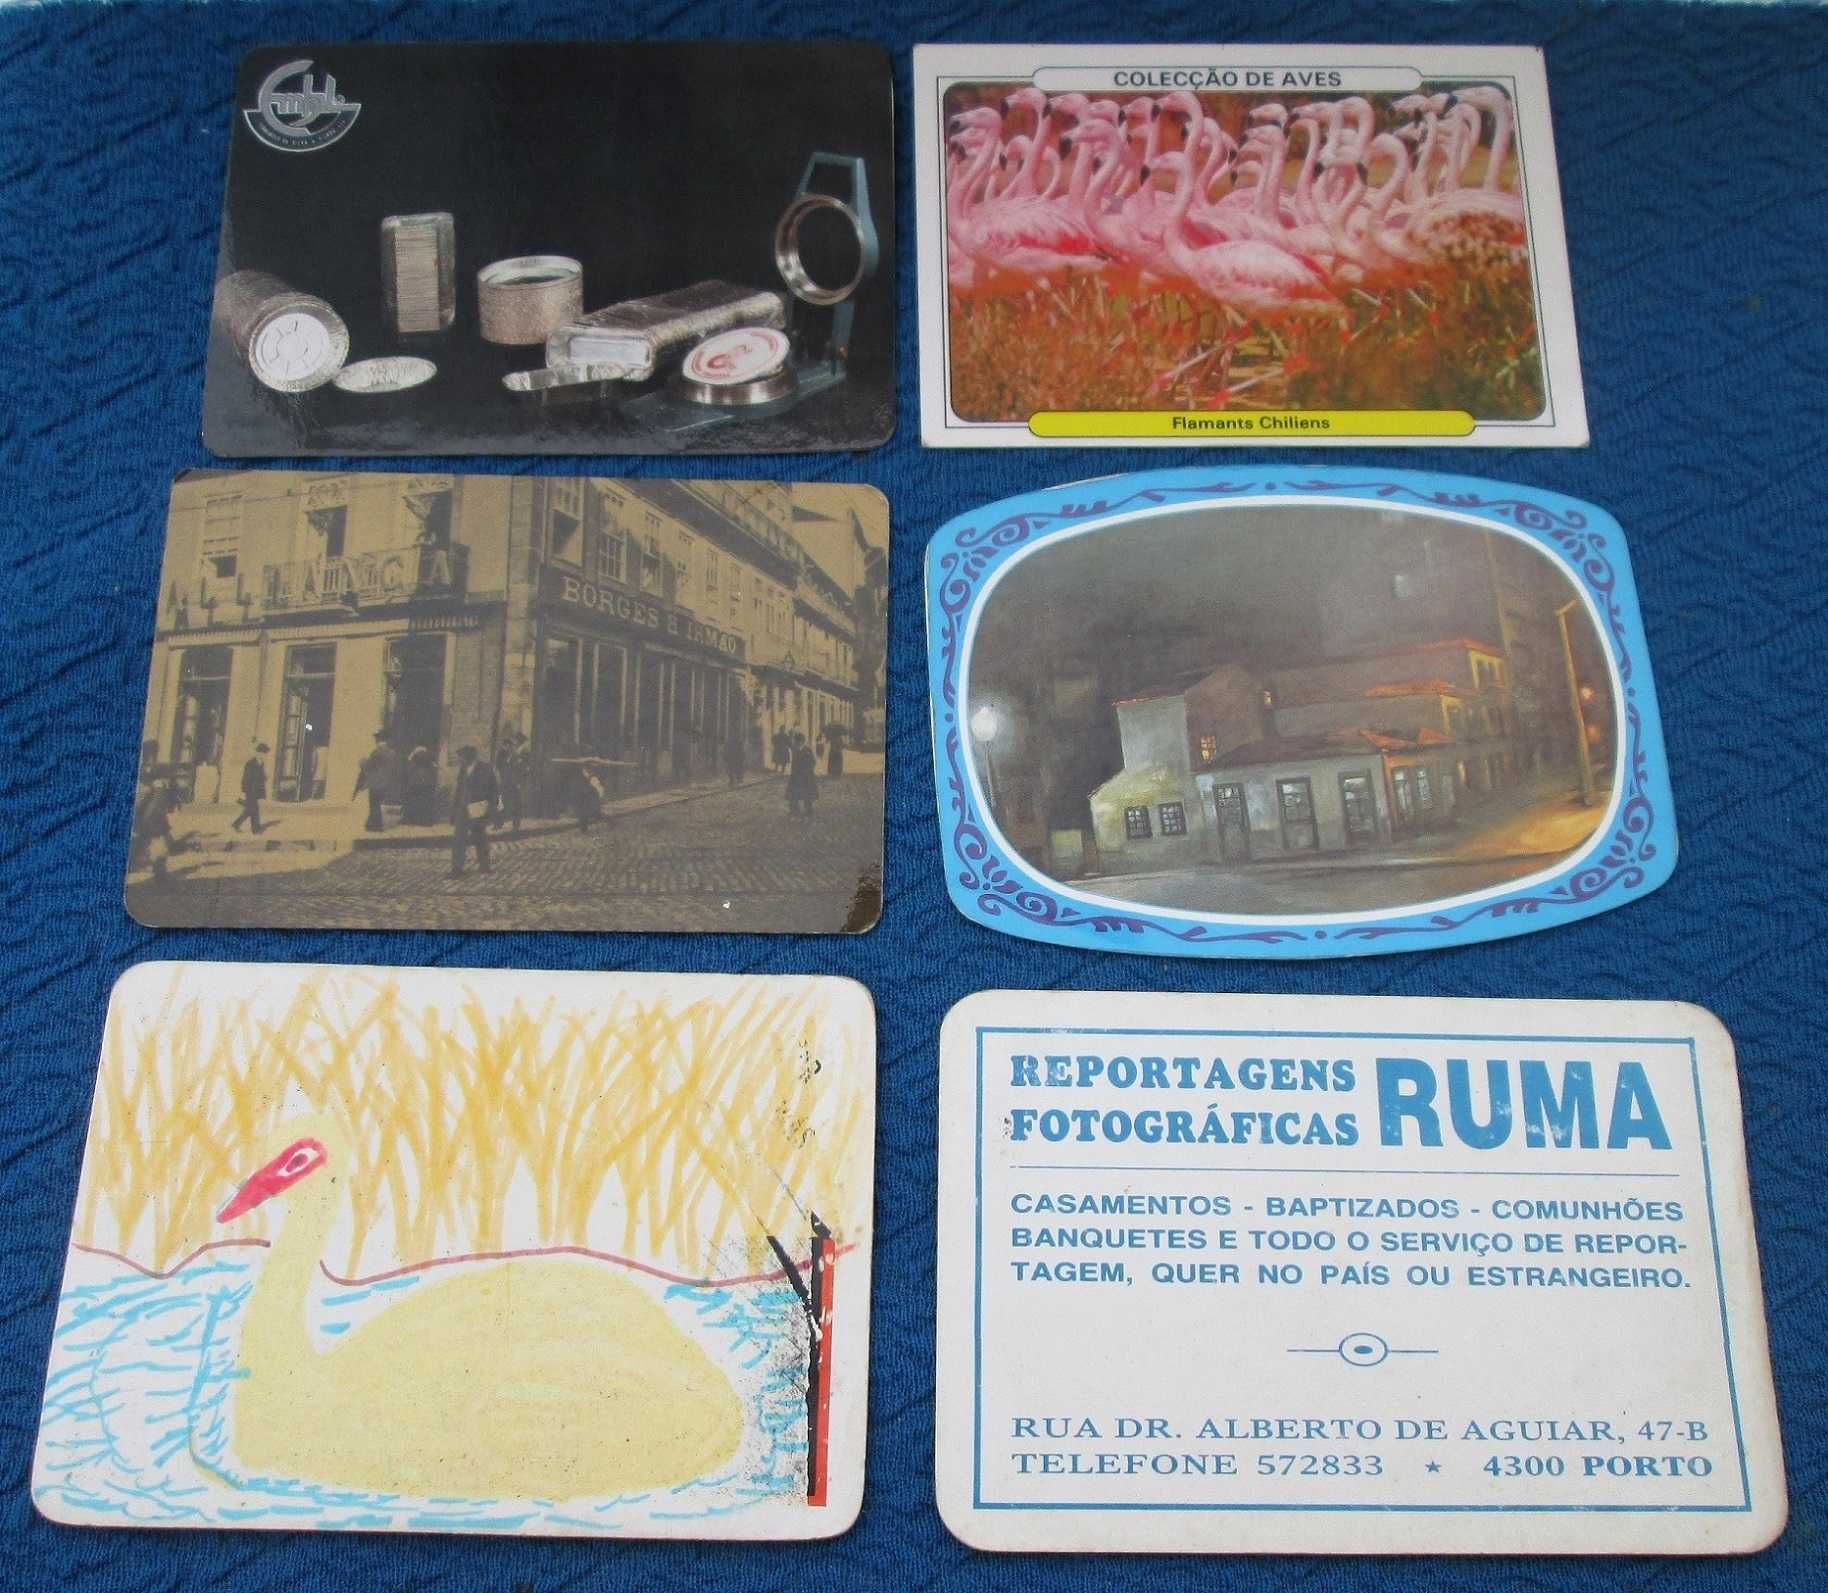 COLECÇÃO DE AVES
Flamants Chiliens
ALLIANÇA
BORGES & IRMÃO
REPORTAGENS
FOTOGRÁFICAS
RUMA
CASAMENTOS - BAPTIZADOS - COMUNHÕES
BANQUETES E TODO O SERVIÇO DE REPOR-
TAGEM, QUER NO PAÍS OU ESTRANGEIRO.
RUA DR. ALBERTO DE AGUIAR, 47-B
TELEFONE 572833 ★ 4300 PORTO